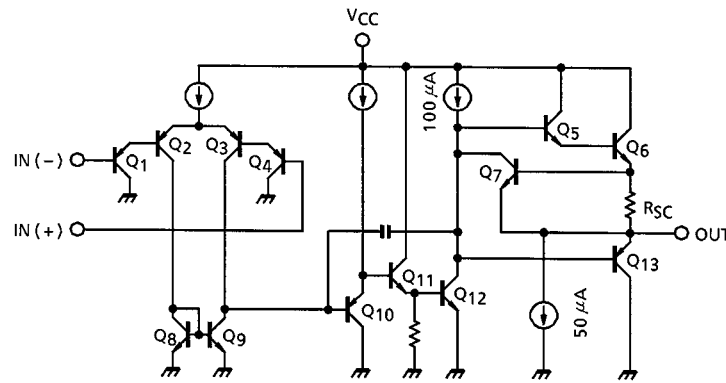 VCC
100 μA
Q5
Q6
Q2
Q3
IN (−)
Q1
Q4
Q7
RSC
IN (+)
OUT
Q11
Q13
Q10
Q12
50 μA
Q8
Q9